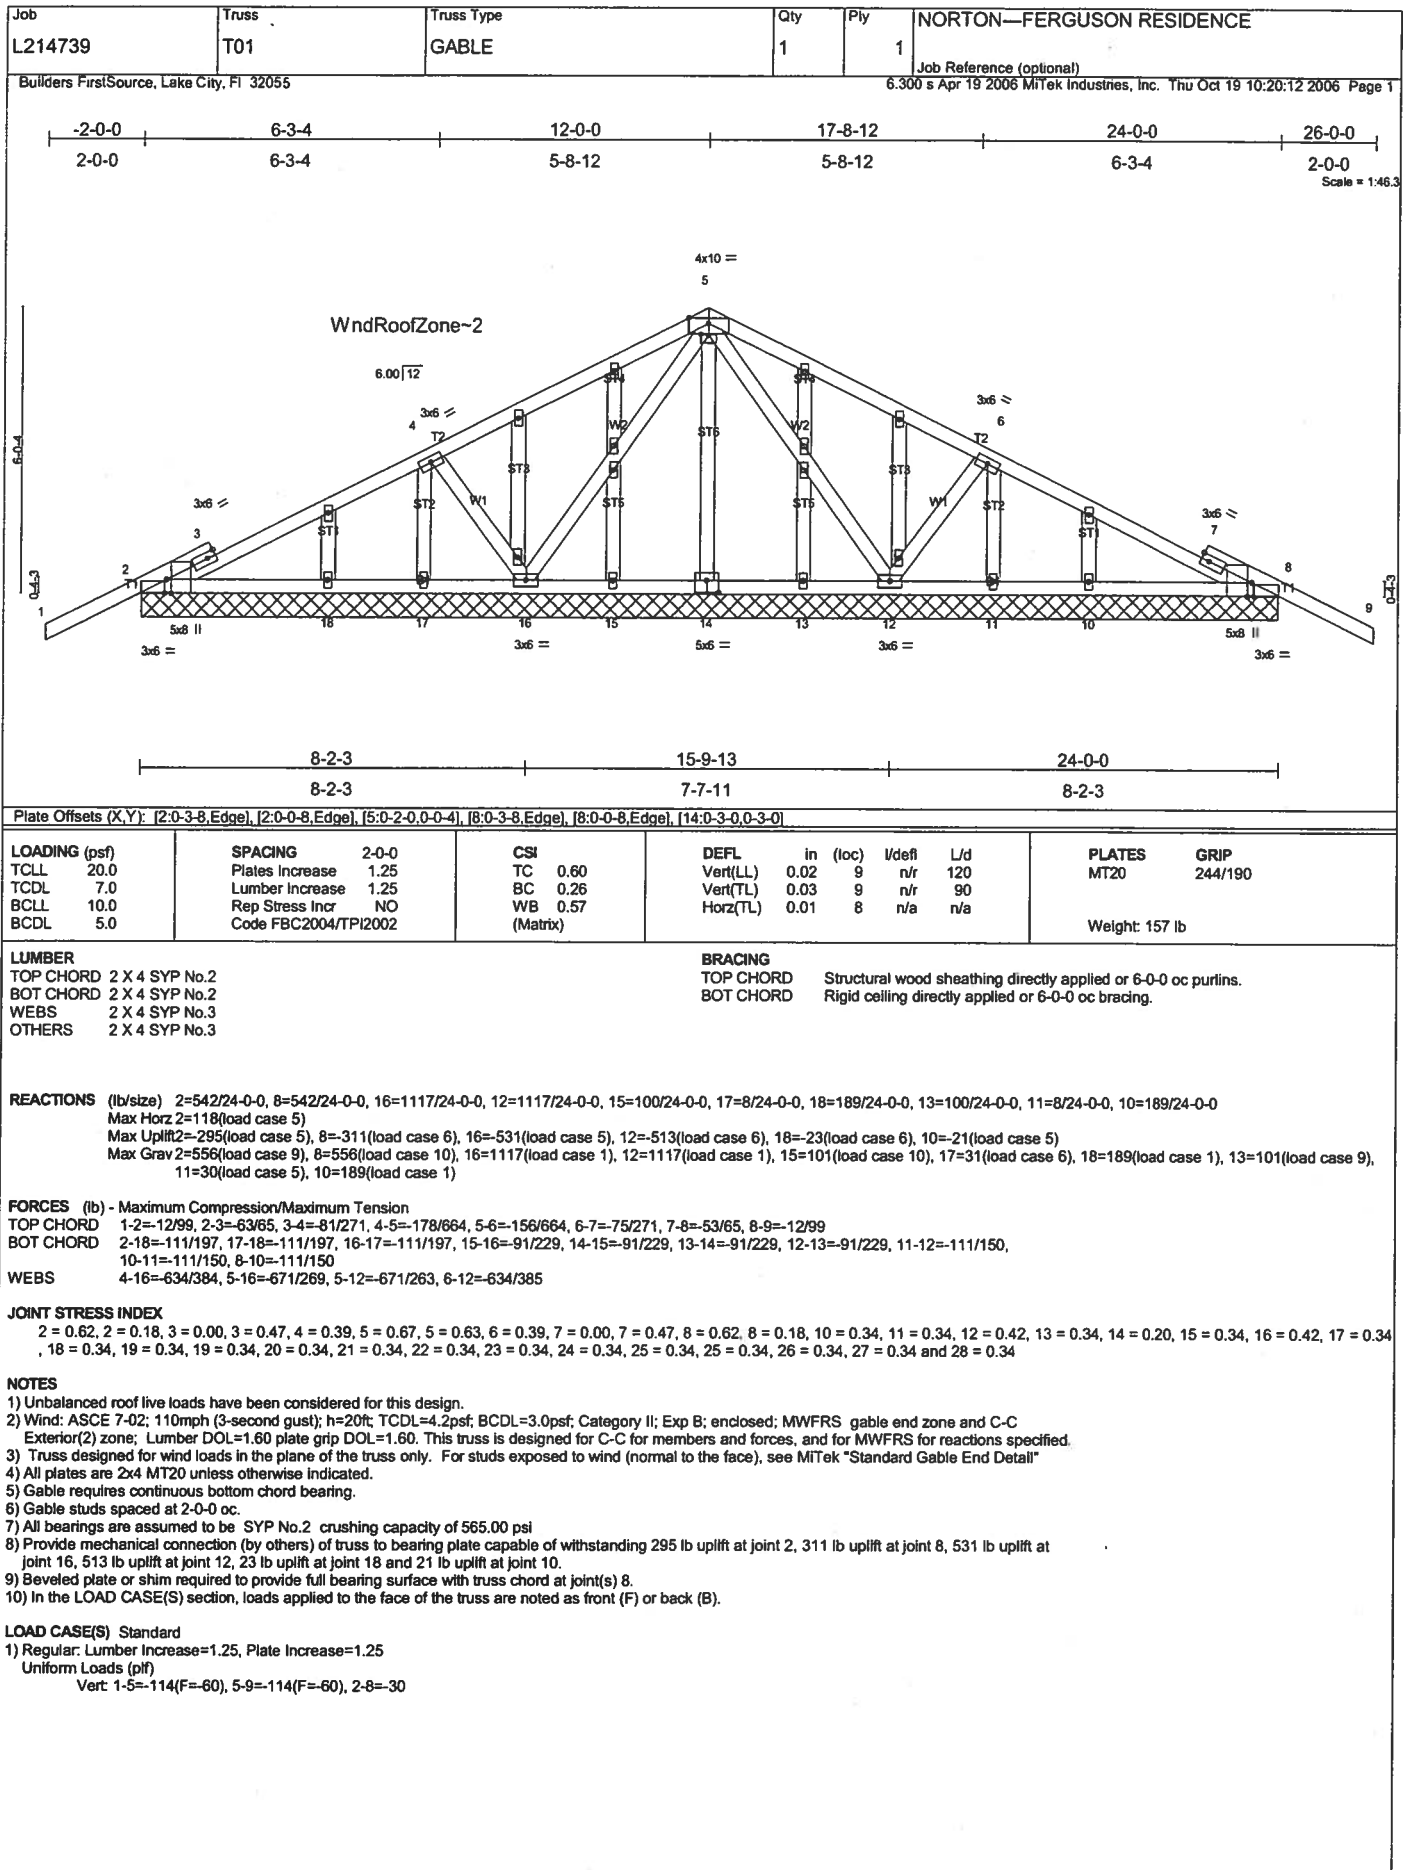 Job Truss Truss Type Qty Ply NORTON—FERGUSON RESIDENCE
L214739 T01 GABLE 1 1
Job Reference (optional)
Builders FirstSource, Lake City, Fl 32055 6.300 s Apr 19 2006 MiTek Industries, Inc. Thu Oct 19 10:20:12 2006 Page 1
-2-0-0 6-3-4 12-0-0 17-8-12 24-0-0 26-0-0
2-0-0 6-3-4 5-8-12 5-8-12 6-3-4 2-0-0
Scale = 1:46.3
4x10 =
5
WndRoofZone~2
6.00 12
3x6 =
4
T2
3x6 =
6
T2
ST4 ST4
W2 ST6 W2
6-0-4
ST3 ST3
3x6 =
3
ST2 W1 ST5 ST5 W1 ST2
3x6 =
7
ST1 ST1
2
T1
8
T1
0-4-3 0-4-3
1 9
18 17 16 15 14 13 12 11 10
5x8 II 5x8 II
3x6 = 3x6 = 5x6 = 3x6 = 3x6 =
8-2-3 15-9-13 24-0-0
8-2-3 7-7-11 8-2-3
Plate Offsets (X,Y): [2:0-3-8,Edge], [2:0-0-8,Edge], [5:0-2-0,0-0-4], [8:0-3-8,Edge], [8:0-0-8,Edge], [14:0-3-0,0-3-0]
LOADING (psf) SPACING 2-0-0 CSI DEFL in (loc) l/defl L/d PLATES GRIP
TCLL 20.0 Plates Increase 1.25 TC 0.60 Vert(LL) 0.02 9 n/r 120 MT20 244/190
TCDL 7.0 Lumber Increase 1.25 BC 0.26 Vert(TL) 0.03 9 n/r 90
BCLL 10.0 Rep Stress Incr NO WB 0.57 Horz(TL) 0.01 8 n/a n/a
BCDL 5.0 Code FBC2004/TPI2002 (Matrix) Weight: 157 lb
LUMBER BRACING
TOP CHORD 2 X 4 SYP No.2 TOP CHORD Structural wood sheathing directly applied or 6-0-0 oc purlins.
BOT CHORD 2 X 4 SYP No.2 BOT CHORD Rigid ceiling directly applied or 6-0-0 oc bracing.
WEBS 2 X 4 SYP No.3
OTHERS 2 X 4 SYP No.3
REACTIONS (lb/size) 2=542/24-0-0, 8=542/24-0-0, 16=1117/24-0-0, 12=1117/24-0-0, 15=100/24-0-0, 17=8/24-0-0, 18=189/24-0-0, 13=100/24-0-0, 11=8/24-0-0, 10=189/24-0-0
Max Horz 2=118(load case 5)
Max Uplift2=-295(load case 5), 8=-311(load case 6), 16=-531(load case 5), 12=-513(load case 6), 18=-23(load case 6), 10=-21(load case 5)
Max Grav 2=556(load case 9), 8=556(load case 10), 16=1117(load case 1), 12=1117(load case 1), 15=101(load case 10), 17=31(load case 6), 18=189(load case 1), 13=101(load case 9),
11=30(load case 5), 10=189(load case 1)
FORCES (lb) - Maximum Compression/Maximum Tension
TOP CHORD 1-2=-12/99, 2-3=-63/65, 3-4=-81/271, 4-5=-178/664, 5-6=-156/664, 6-7=-75/271, 7-8=-53/65, 8-9=-12/99
BOT CHORD 2-18=-111/197, 17-18=-111/197, 16-17=-111/197, 15-16=-91/229, 14-15=-91/229, 13-14=-91/229, 12-13=-91/229, 11-12=-111/150,
10-11=-111/150, 8-10=-111/150
WEBS 4-16=-634/384, 5-16=-671/269, 5-12=-671/263, 6-12=-634/385
JOINT STRESS INDEX
2 = 0.62, 2 = 0.18, 3 = 0.00, 3 = 0.47, 4 = 0.39, 5 = 0.67, 5 = 0.63, 6 = 0.39, 7 = 0.00, 7 = 0.47, 8 = 0.62, 8 = 0.18, 10 = 0.34, 11 = 0.34, 12 = 0.42, 13 = 0.34, 14 = 0.20, 15 = 0.34, 16 = 0.42, 17 = 0.34
, 18 = 0.34, 19 = 0.34, 19 = 0.34, 20 = 0.34, 21 = 0.34, 22 = 0.34, 23 = 0.34, 24 = 0.34, 25 = 0.34, 25 = 0.34, 26 = 0.34, 27 = 0.34 and 28 = 0.34
NOTES
1) Unbalanced roof live loads have been considered for this design.
2) Wind: ASCE 7-02; 110mph (3-second gust); h=20ft; TCDL=4.2psf; BCDL=3.0psf; Category II; Exp B; enclosed; MWFRS gable end zone and C-C
Exterior(2) zone; Lumber DOL=1.60 plate grip DOL=1.60. This truss is designed for C-C for members and forces, and for MWFRS for reactions specified.
3) Truss designed for wind loads in the plane of the truss only. For studs exposed to wind (normal to the face), see MiTek "Standard Gable End Detail"
4) All plates are 2x4 MT20 unless otherwise indicated.
5) Gable requires continuous bottom chord bearing.
6) Gable studs spaced at 2-0-0 oc.
7) All bearings are assumed to be SYP No.2 crushing capacity of 565.00 psi
8) Provide mechanical connection (by others) of truss to bearing plate capable of withstanding 295 lb uplift at joint 2, 311 lb uplift at joint 8, 531 lb uplift at
joint 16, 513 lb uplift at joint 12, 23 lb uplift at joint 18 and 21 lb uplift at joint 10.
9) Beveled plate or shim required to provide full bearing surface with truss chord at joint(s) 8.
10) In the LOAD CASE(S) section, loads applied to the face of the truss are noted as front (F) or back (B).
LOAD CASE(S) Standard
1) Regular: Lumber Increase=1.25, Plate Increase=1.25
Uniform Loads (plf)
Vert: 1-5=-114(F=-60), 5-9=-114(F=-60), 2-8=-30